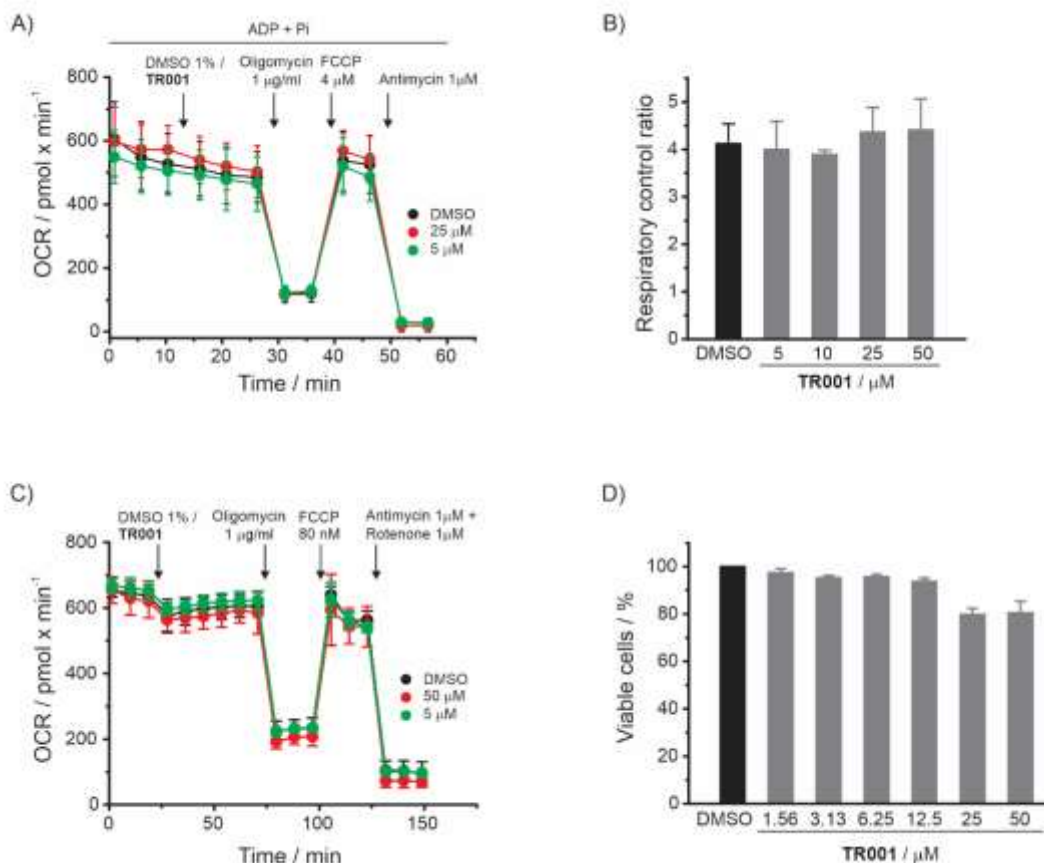 A)
ADP + Pi
DMSO 1% / Oligomycin FCCP
TR001 1 μg/ml 4 μM Antimycin 1μM
800
600
400
200
0
OCR / pmol x min⁻¹
DMSO
25 μM
5 μM
0 10 20 30 40 50 60
Time / min
B)
5
4
3
2
1
0
Respiratory control ratio
DMSO 5 10 25 50
TR001 / μM
C)
DMSO 1% / Oligomycin FCCP Antimycin 1μM +
TR001 1 μg/ml 80 nM Rotenone 1μM
800
600
400
200
0
OCR / pmol x min⁻¹
DMSO
50 μM
5 μM
0 50 100 150
Time / min
D)
100
80
60
40
20
0
Viable cells / %
DMSO 1.56 3.13 6.25 12.5 25 50
TR001 / μM